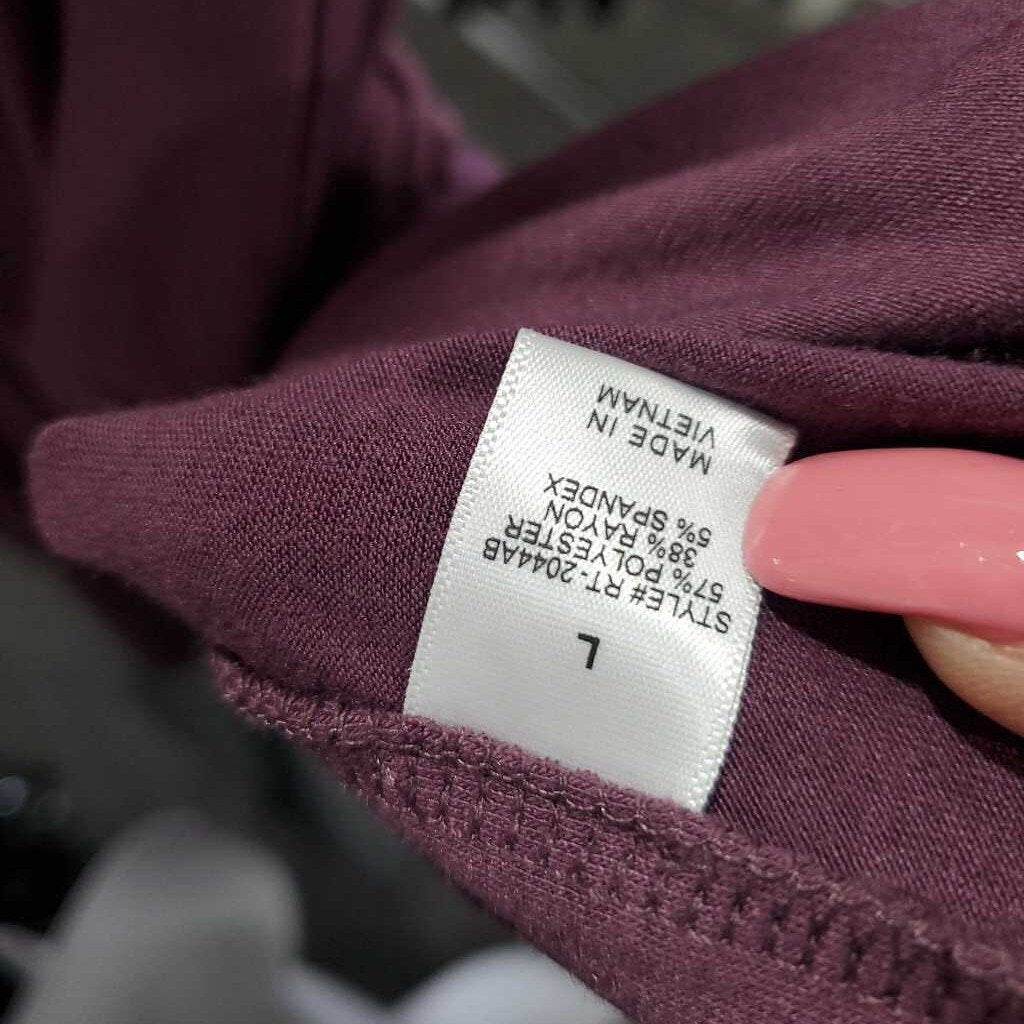 L
STYLE# RT-2044AB
57% POLYESTER
38% RAYON
5% SPANDEX
MADE IN
VIETNAM